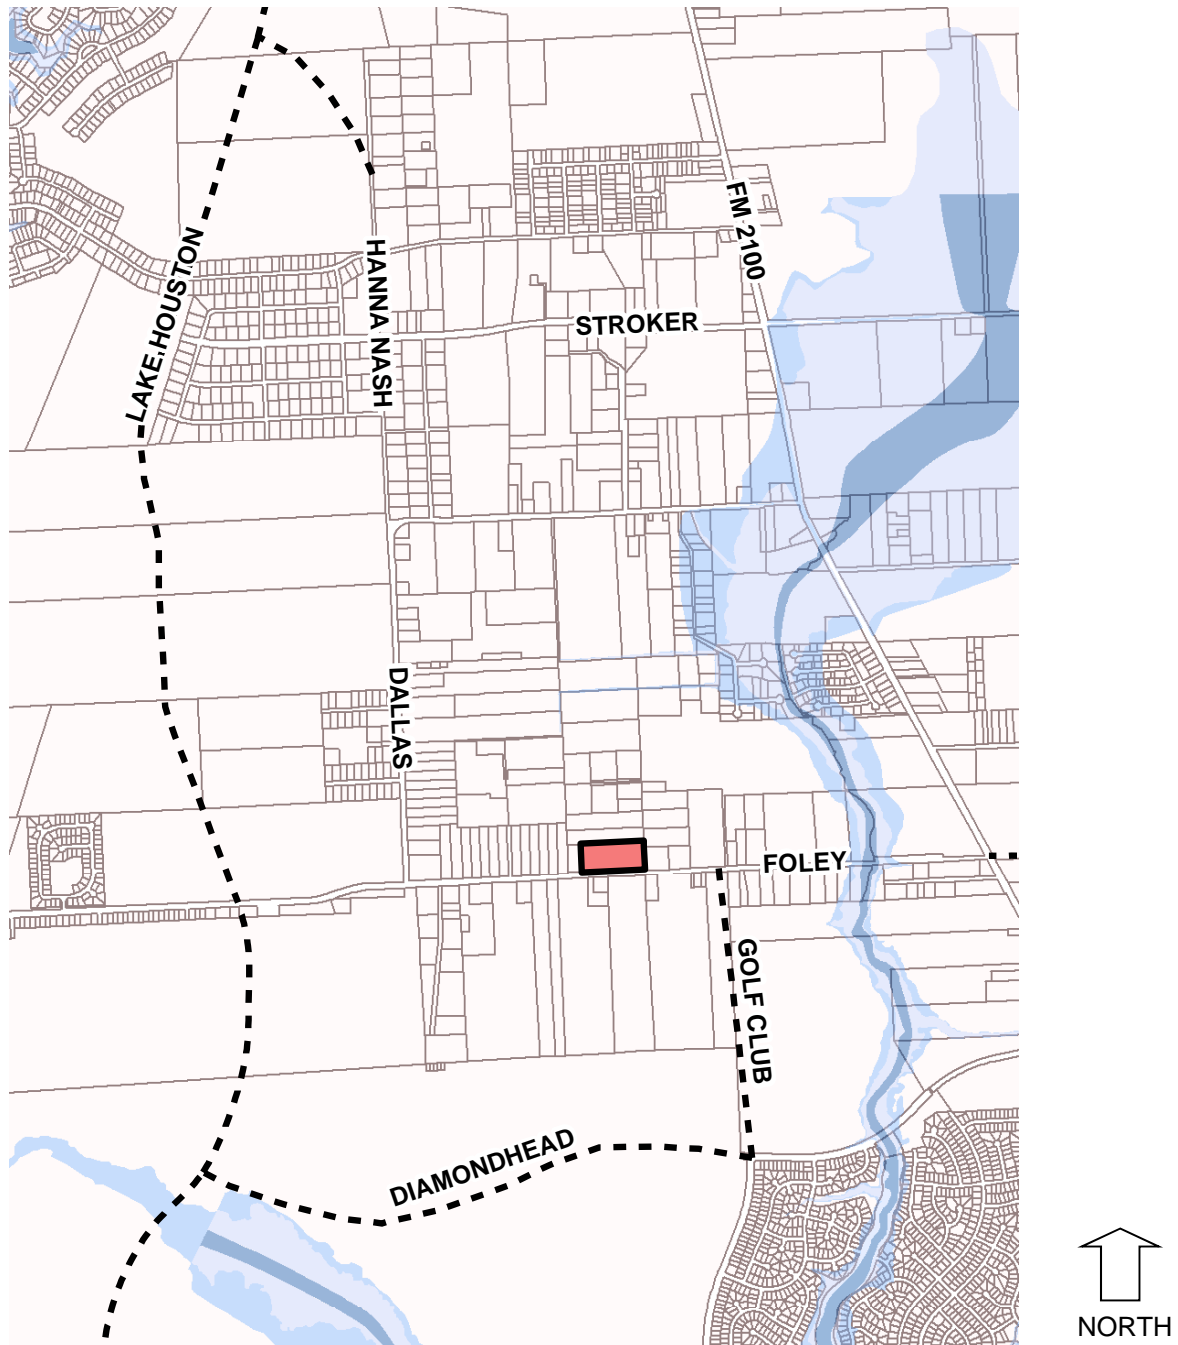 FM 2100
LAKE HOUSTON
HANNA NASH
STROKER
DALLAS
FOLEY
GOLF CLUB
DIAMONDHEAD
NORTH